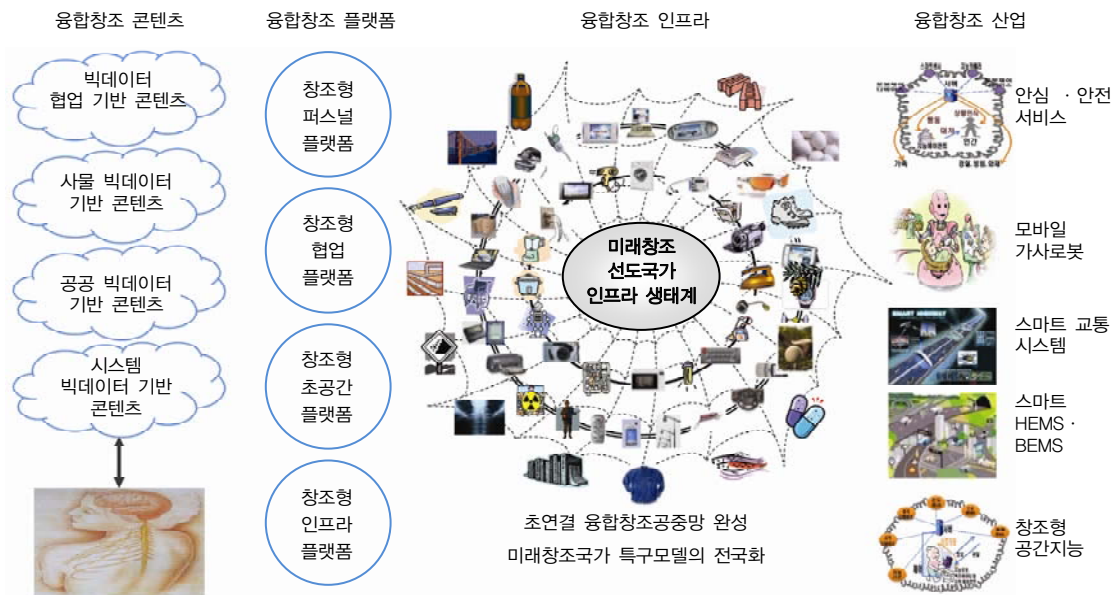 융합창조 콘텐츠
빅데이터
협업 기반 콘텐츠
사물 빅데이터
기반 콘텐츠
공공 빅데이터
기반 콘텐츠
시스템
빅데이터 기반
콘텐츠
융합창조 플랫폼
창조형
퍼스널
플랫폼
창조형
협업
플랫폼
창조형
초공간
플랫폼
창조형
인프라
플랫폼
융합창조 인프라
미래창조
선도국가
인프라 생태계
초연결 융합창조공중망 완성
미래창조국가 특구모델의 전국화
융합창조 산업
안심 · 안전
서비스
모바일
가사로봇
SMART HIGHWAY
스마트 교통
시스템
스마트
HEMS ·
BEMS
창조형
공간지능